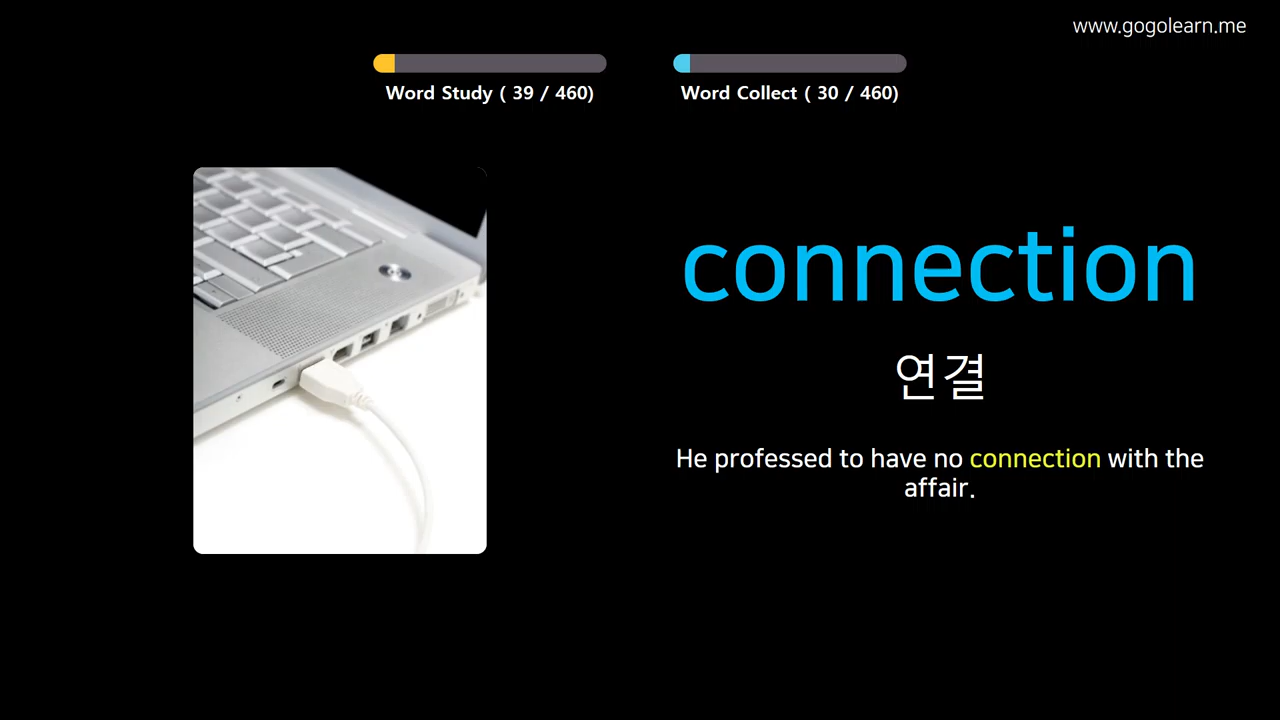 www.gogolearn.me
Word Study ( 39 / 460)
Word Collect ( 30 / 460)
connection
연결
He professed to have no connection with the
affair.